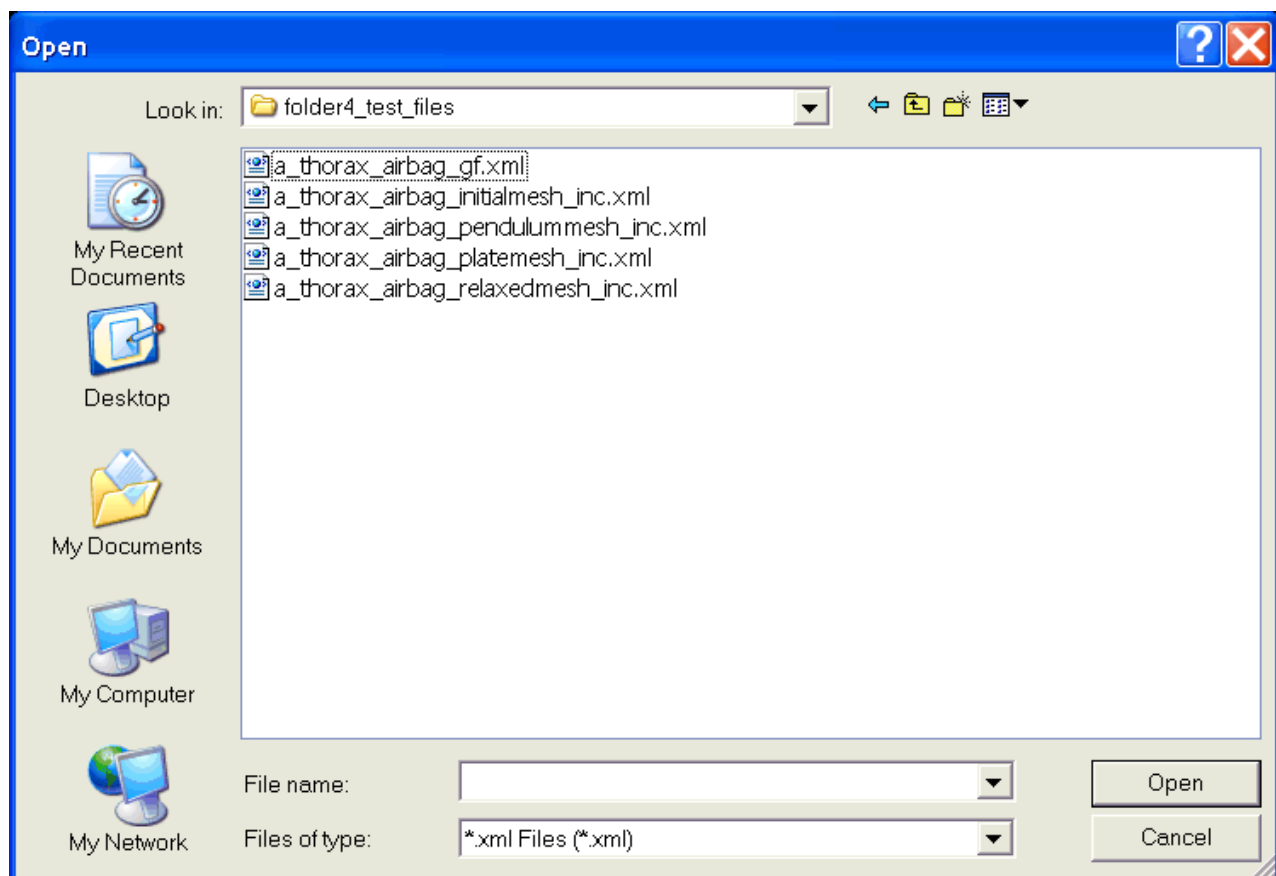 Open
Look in:
folder4_test_files
a_thorax_airbag_gf.xml
a_thorax_airbag_initialmesh_inc.xml
a_thorax_airbag_pendulummesh_inc.xml
a_thorax_airbag_platemesh_inc.xml
a_thorax_airbag_relaxedmesh_inc.xml
My Recent
Documents
Desktop
My Documents
My Computer
My Network
File name:
Open
Files of type:
*.xml Files (*.xml)
Cancel